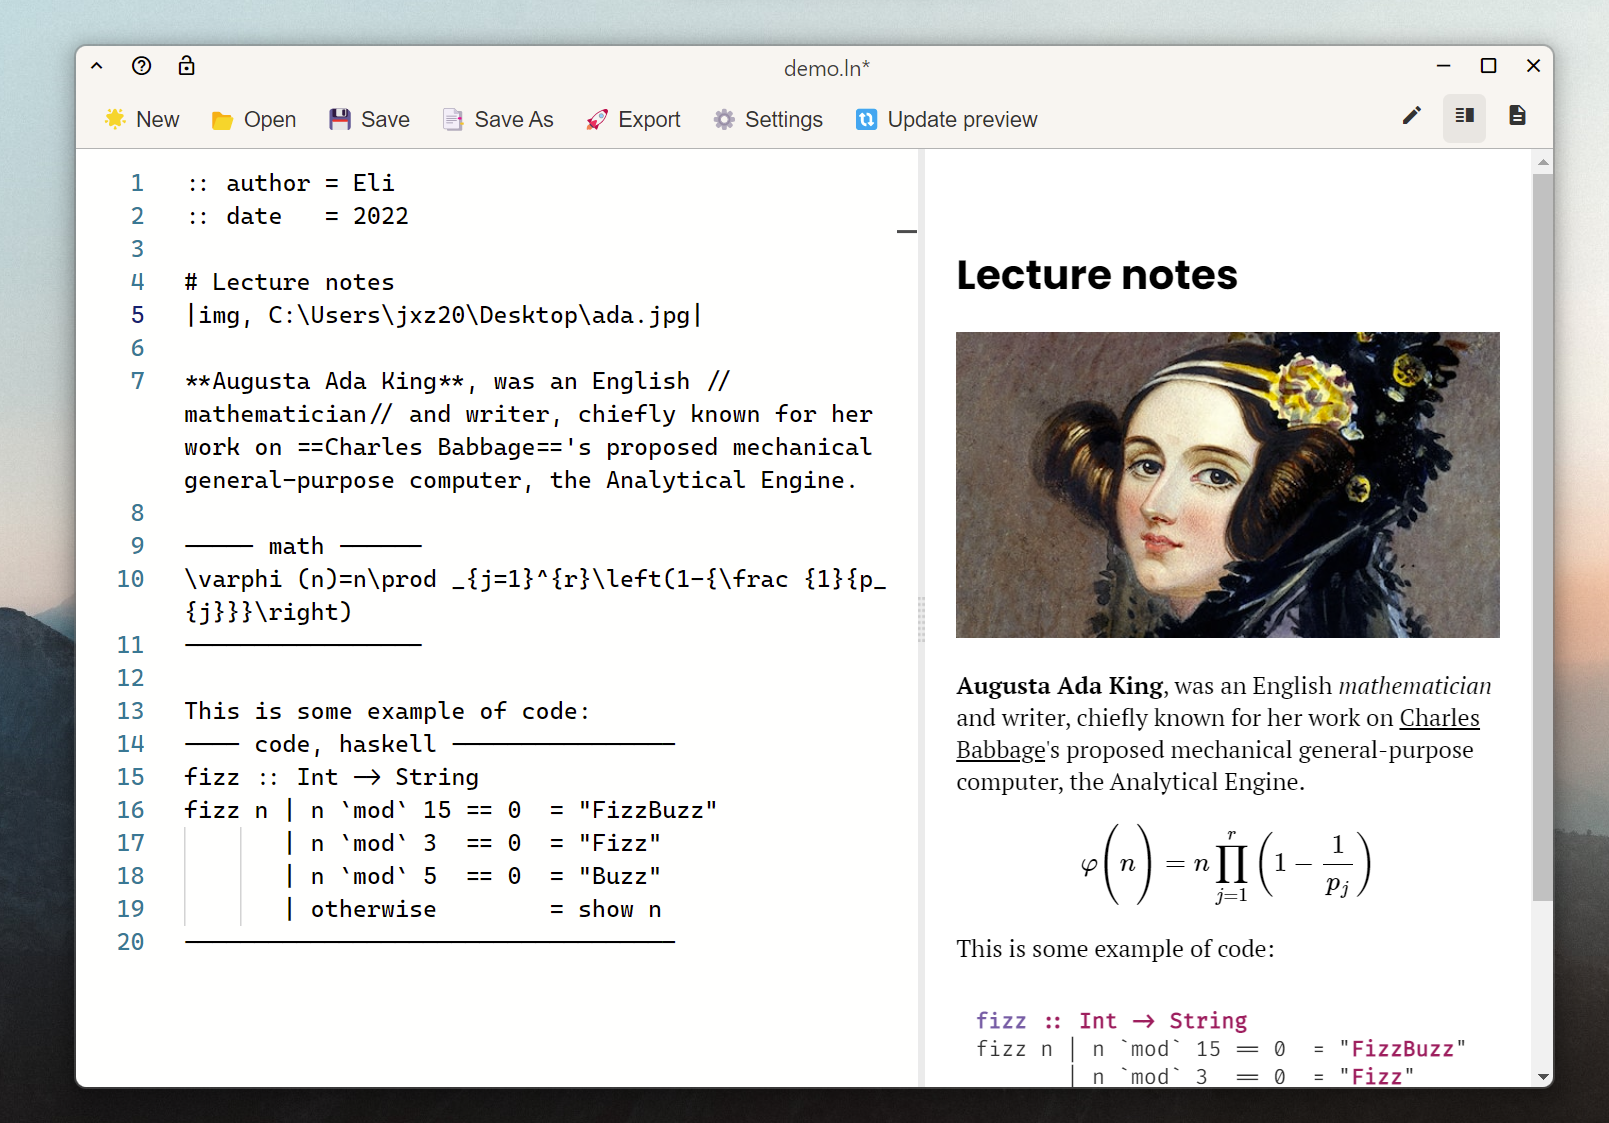 demo.ln*
New Open Save Save As Export Settings Update preview
1 :: author = Eli
2 :: date   = 2022
3
4 # Lecture notes
5 |img, C:\Users\jxz20\Desktop\ada.jpg|
6
7 **Augusta Ada King**, was an English //
mathematician// and writer, chiefly known for her
work on ==Charles Babbage=='s proposed mechanical
general-purpose computer, the Analytical Engine.
8
9 ----- math ------
10 \varphi (n)=n\prod _{j=1}^{r}\left(1-{\frac {1}{p_
{j}}}\right)
11 -----------------
12
13 This is some example of code:
14 ---- code, haskell ----------------
15 fizz :: Int -> String
16 fizz n | n `mod` 15 == 0  = "FizzBuzz"
17        | n `mod` 3  == 0  = "Fizz"
18        | n `mod` 5  == 0  = "Buzz"
19        | otherwise        = show n
20 -----------------------------------
Lecture notes
Augusta Ada King, was an English mathematician
and writer, chiefly known for her work on Charles
Babbage's proposed mechanical general-purpose
computer, the Analytical Engine.
φ(n) = n ∏_{j=1}^{r} (1 − 1/p_j)
This is some example of code:
fizz :: Int -> String
fizz n | n `mod` 15 == 0  = "FizzBuzz"
       | n `mod` 3  == 0  = "Fizz"